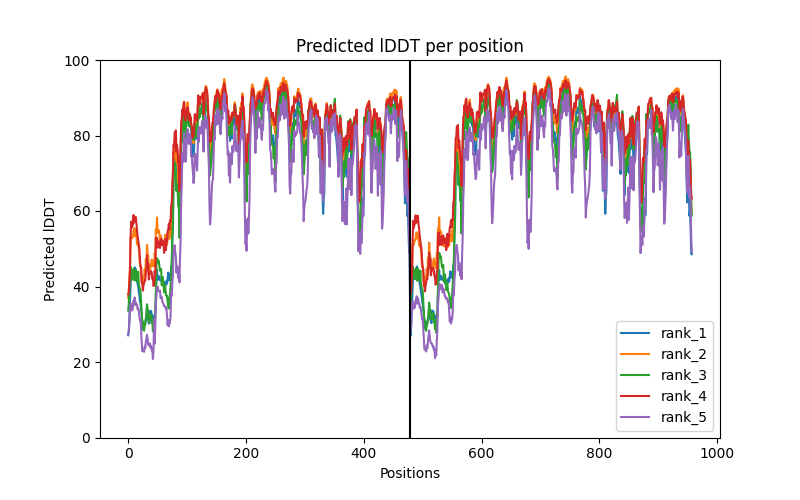 Predicted lDDT per position
Predicted lDDT
100
80
60
40
20
0
0 200 400 600 800 1000
Positions
rank_1
rank_2
rank_3
rank_4
rank_5